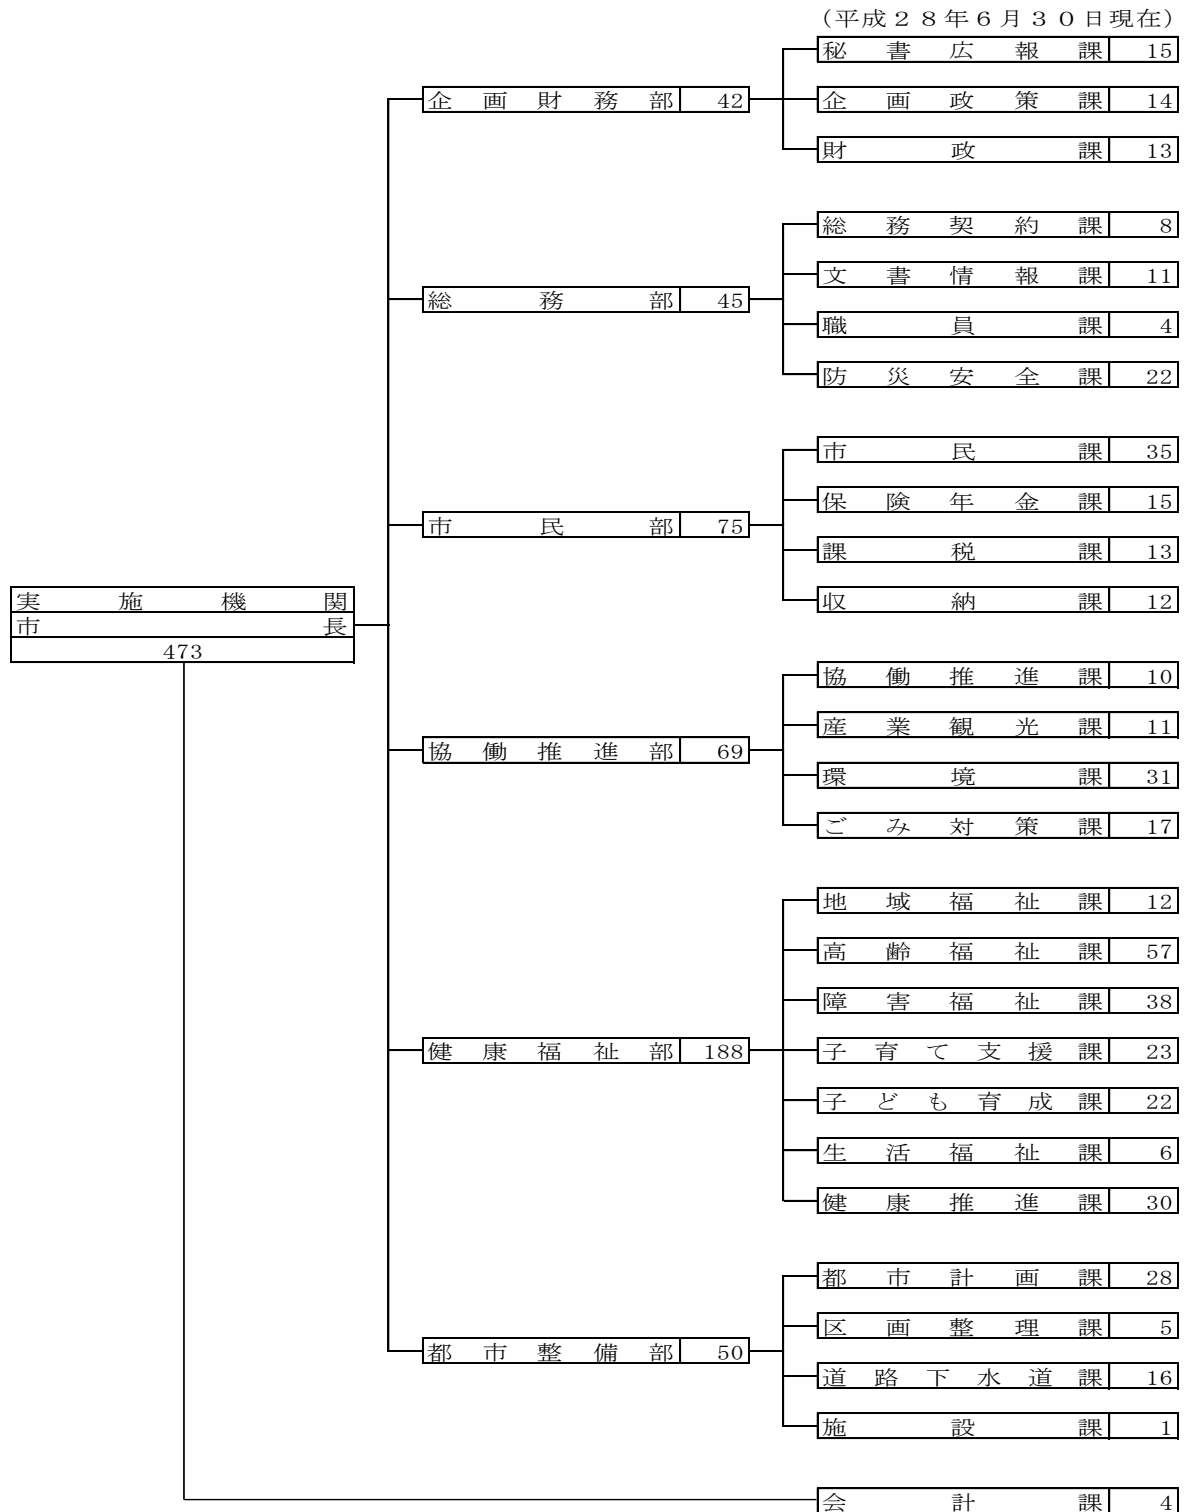 (平成２８年６月３０日現在)
秘書広報課 15
企画財務部 42
企画政策課 14
財政課 13
総務契約課 8
文書情報課 11
総務部 45
職員課 4
防災安全課 22
市民課 35
保険年金課 15
市民部 75
課税課 13
収納課 12
実施機関
市長
473
協働推進課 10
産業観光課 11
協働推進部 69
環境課 31
ごみ対策課 17
地域福祉課 12
高齢福祉課 57
障害福祉課 38
健康福祉部 188
子育て支援課 23
子ども育成課 22
生活福祉課 6
健康推進課 30
都市計画課 28
区画整理課 5
都市整備部 50
道路下水道課 16
施設課 1
会計課 4